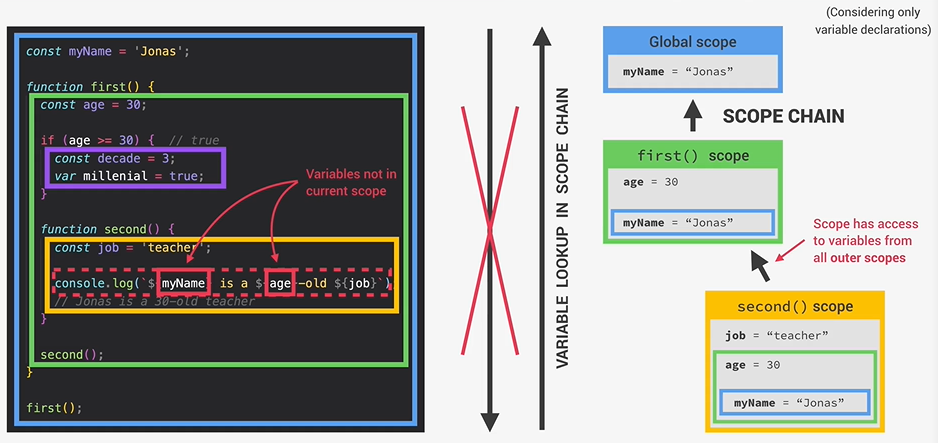 const myName = 'Jonas';
function first() {
const age = 30;
if (age >= 30) { // true
const decade = 3;
var millenial = true;
}
function second() {
const job = 'teacher';
console.log(`${myName} is a ${age}-old ${job}`)
// Jonas is a 30-old teacher
}
second();
}
first();
Variables not in
current scope
VARIABLE LOOKUP IN SCOPE CHAIN
(Considering only
variable declarations)
Global scope
myName = “Jonas”
SCOPE CHAIN
first() scope
age = 30
myName = “Jonas”
Scope has access
to variables from
all outer scopes
second() scope
job = “teacher”
age = 30
myName = “Jonas”